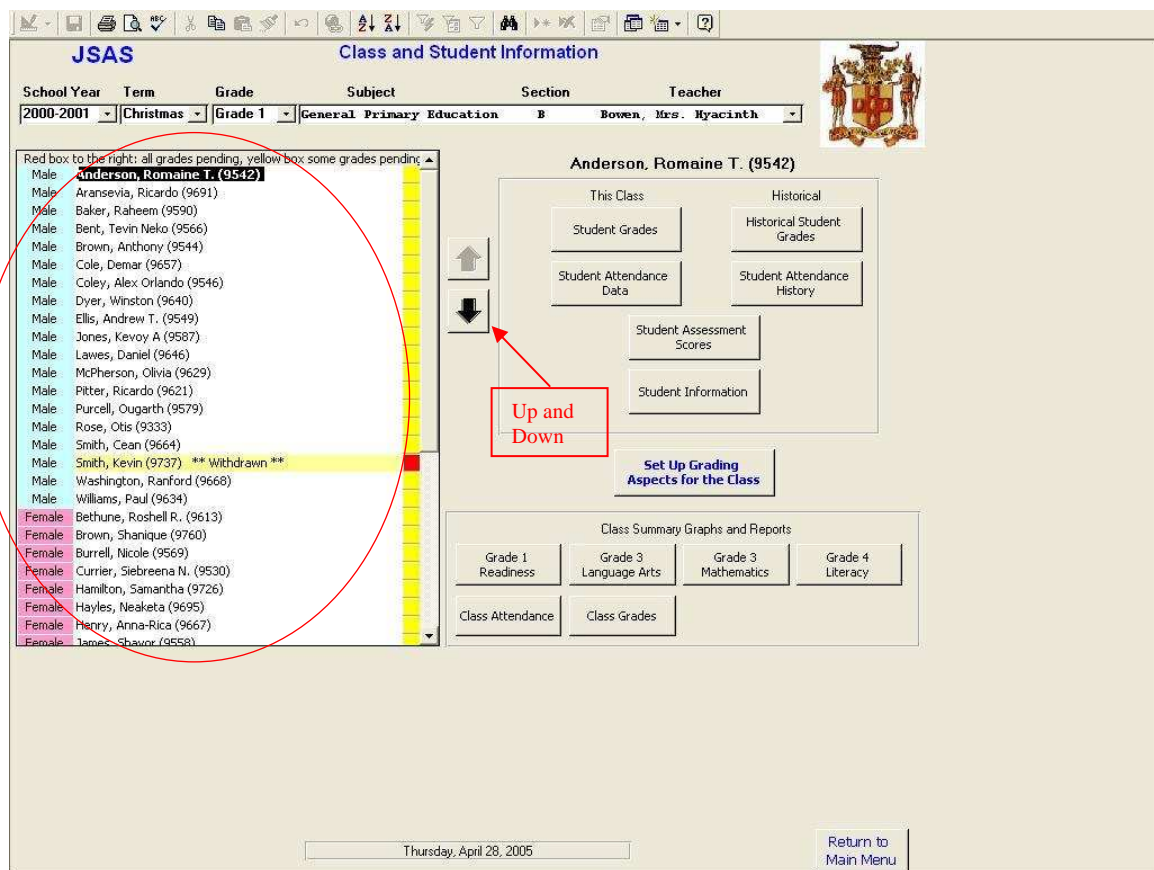 JSAS
Class and Student Information
School Year Term Grade Subject Section Teacher
2000-2001 Christmas Grade 1 General Primary Education B Bowen, Mrs. Hyacinth
Red box to the right: all grades pending, yellow box some grades pending
Male Anderson, Romaine T. (9542)
Male Aransevia, Ricardo (9691)
Male Baker, Raheem (9590)
Male Bent, Tevin Neko (9566)
Male Brown, Anthony (9544)
Male Cole, Demar (9657)
Male Coley, Alex Orlando (9546)
Male Dyer, Winston (9640)
Male Ellis, Andrew T. (9549)
Male Jones, Kevoy A (9587)
Male Lawes, Daniel (9646)
Male McPherson, Olivia (9629)
Male Pitter, Ricardo (9621)
Male Purcell, Ougarth (9579)
Male Rose, Otis (9333)
Male Smith, Cean (9664)
Male Smith, Kevin (9737) ** Withdrawn **
Male Washington, Ranford (9668)
Male Williams, Paul (9634)
Female Bethune, Roshell R. (9613)
Female Brown, Shanique (9760)
Female Burrell, Nicole (9569)
Female Currier, Siebreena N. (9530)
Female Hamilton, Samantha (9726)
Female Hayles, Neaketa (9695)
Female Henry, Anna-Rica (9667)
Female James, Shavor (9558)
Up and
Down
Anderson, Romaine T. (9542)
This Class Historical
Student Grades
Historical Student
Grades
Student Attendance
Data
Student Attendance
History
Student Assessment
Scores
Student Information
Set Up Grading
Aspects for the Class
Class Summary Graphs and Reports
Grade 1
Readiness
Grade 3
Language Arts
Grade 3
Mathematics
Grade 4
Literacy
Class Attendance
Class Grades
Thursday, April 28, 2005
Return to
Main Menu